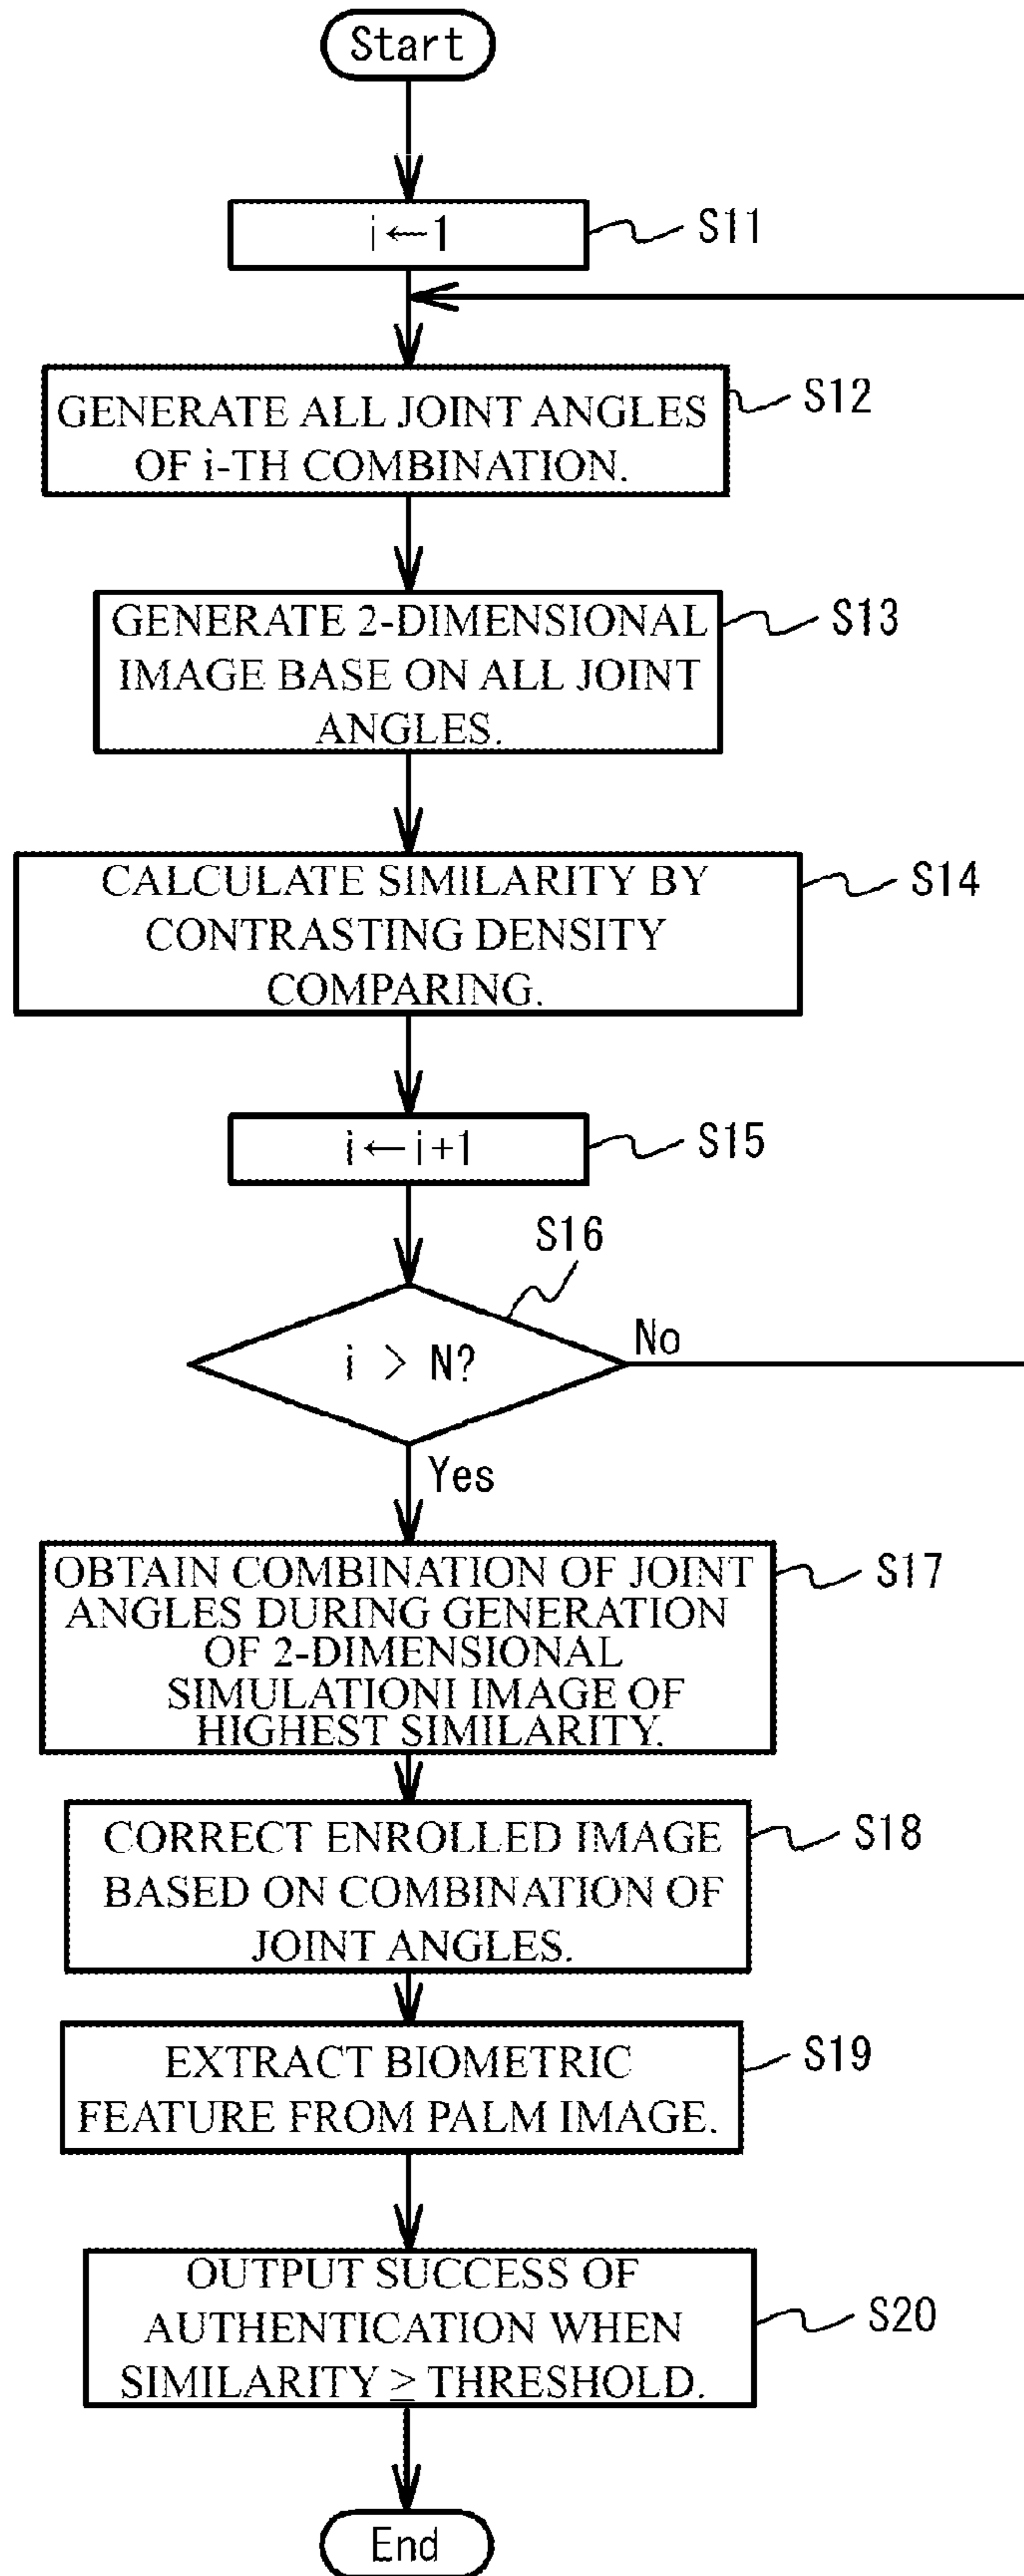 Start
i←1
S11
GENERATE ALL JOINT ANGLES
OF i-TH COMBINATION.
S12
GENERATE 2-DIMENSIONAL
IMAGE BASE ON ALL JOINT
ANGLES.
S13
CALCULATE SIMILARITY BY
CONTRASTING DENSITY
COMPARING.
S14
i←i+1
S15
S16
i > N?
No
Yes
OBTAIN COMBINATION OF JOINT
ANGLES DURING GENERATION
OF 2-DIMENSIONAL
SIMULATIONI IMAGE OF
HIGHEST SIMILARITY.
S17
CORRECT ENROLLED IMAGE
BASED ON COMBINATION OF
JOINT ANGLES.
S18
EXTRACT BIOMETRIC
FEATURE FROM PALM IMAGE.
S19
OUTPUT SUCCESS OF
AUTHENTICATION WHEN
SIMILARITY ≥ THRESHOLD.
S20
End